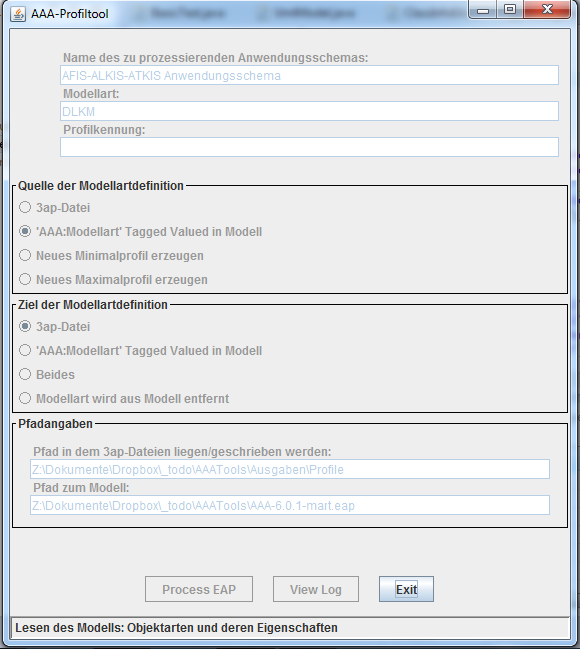 AAA-Profiltool
Name des zu prozessierenden Anwendungsschemas:
AFIS-ALKIS-ATKIS Anwendungsschema
Modellart:
DLKM
Profilkennung:
Quelle der Modellartdefinition
3ap-Datei
'AAA:Modellart' Tagged Valued in Modell
Neues Minimalprofil erzeugen
Neues Maximalprofil erzeugen
Ziel der Modellartdefinition
3ap-Datei
'AAA:Modellart' Tagged Valued in Modell
Beides
Modellart wird aus Modell entfernt
Pfadangaben
Pfad in dem 3ap-Dateien liegen/geschrieben werden:
Z:\Dokumente\Dropbox\_todo\AAATools\Ausgaben\Profile
Pfad zum Modell:
Z:\Dokumente\Dropbox\_todo\AAATools\AAA-6.0.1-mart.eap
Process EAP View Log Exit
Lesen des Modells: Objektarten und deren Eigenschaften